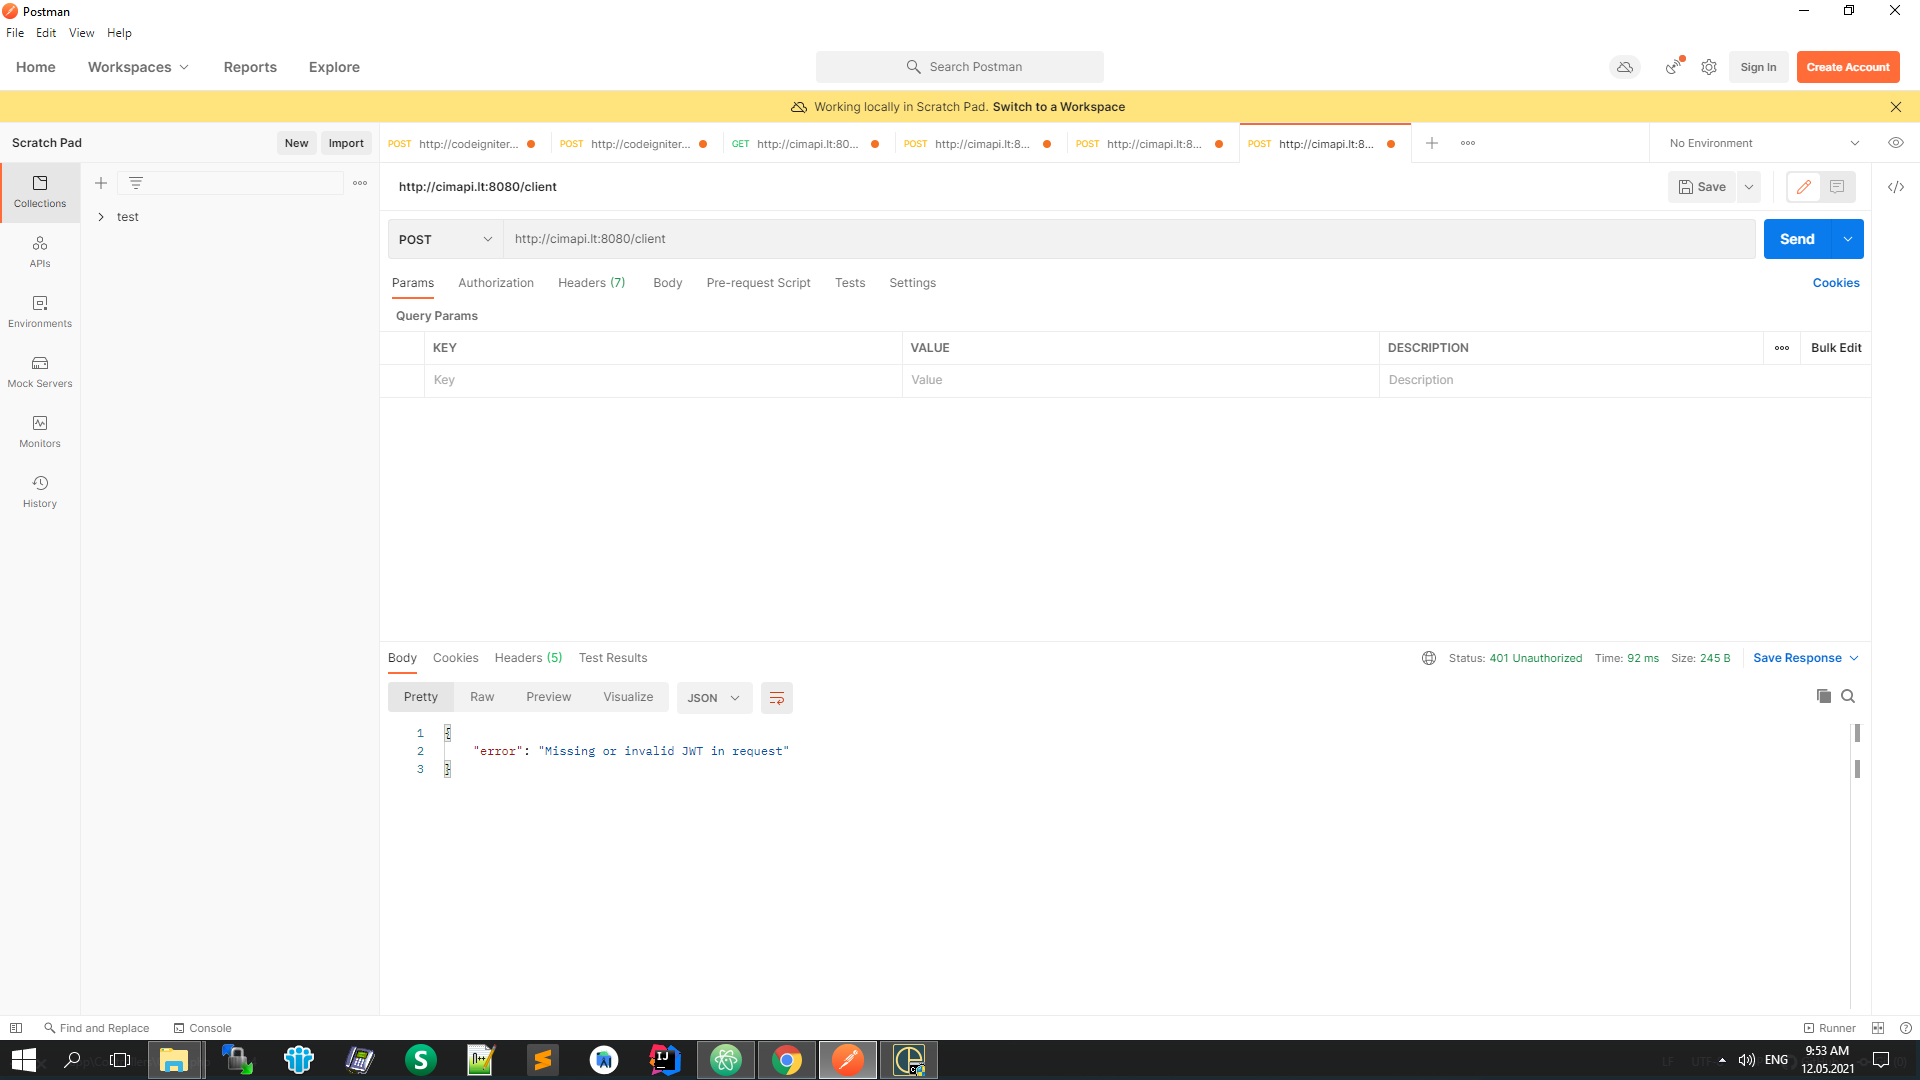 Postman
File Edit View Help
Home Workspaces Reports Explore Search Postman Sign In Create Account
Working locally in Scratch Pad. Switch to a Workspace
Scratch Pad New Import
POST http://codeigniter... POST http://codeigniter... GET http://cimapi.lt:80... POST http://cimapi.lt:8... POST http://cimapi.lt:8... POST http://cimapi.lt:8... No Environment
Collections
test
APIs
Environments
Mock Servers
Monitors
History
http://cimapi.lt:8080/client Save
POST http://cimapi.lt:8080/client Send
Params Authorization Headers (7) Body Pre-request Script Tests Settings Cookies
Query Params
KEY VALUE DESCRIPTION Bulk Edit
Key Value Description
Body Cookies Headers (5) Test Results Status: 401 Unauthorized Time: 92 ms Size: 245 B Save Response
Pretty Raw Preview Visualize JSON
1 {
2 "error": "Missing or invalid JWT in request"
3 }
Find and Replace Console Runner
ENG 9:53 AM
12.05.2021